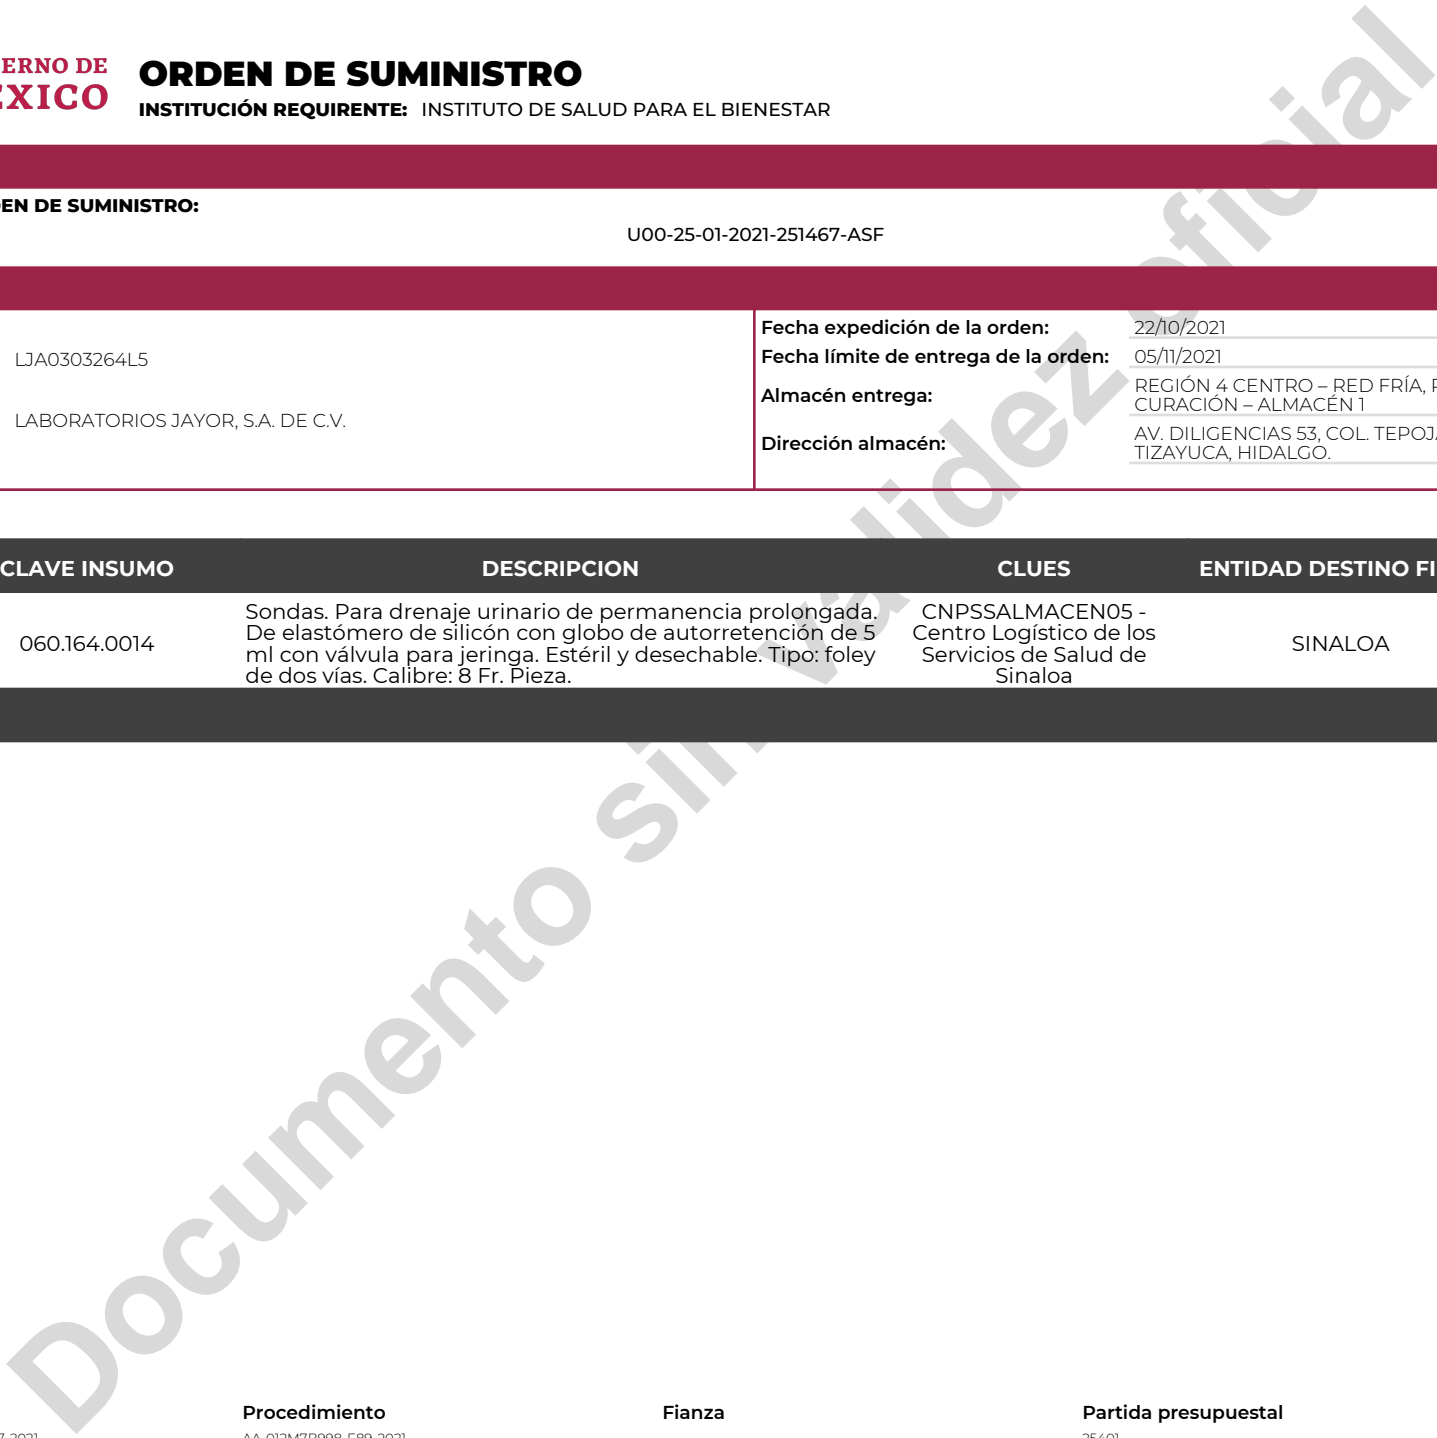 ERNO DE
EXICO
ORDEN DE SUMINISTRO
INSTITUCIÓN REQUIRENTE: INSTITUTO DE SALUD PARA EL BIENESTAR
EN DE SUMINISTRO:
U00-25-01-2021-251467-ASF
LJA0303264L5
LABORATORIOS JAYOR, S.A. DE C.V.
Fecha expedición de la orden: 22/10/2021
Fecha límite de entrega de la orden: 05/11/2021
Almacén entrega: REGIÓN 4 CENTRO – RED FRÍA,
CURACIÓN – ALMACÉN 1
Dirección almacén: AV. DILIGENCIAS 53, COL. TEPOJA
TIZAYUCA, HIDALGO.
CLAVE INSUMO DESCRIPCION CLUES ENTIDAD DESTINO FI
060.164.0014
Sondas. Para drenaje urinario de permanencia prolongada.
De elastómero de silicón con globo de autorretención de 5
ml con válvula para jeringa. Estéril y desechable. Tipo: foley
de dos vías. Calibre: 8 Fr. Pieza.
CNPSSALMACEN05 -
Centro Logístico de los
Servicios de Salud de
Sinaloa
SINALOA
Documento sin validez oficial
Procedimiento Fianza Partida presupuestal